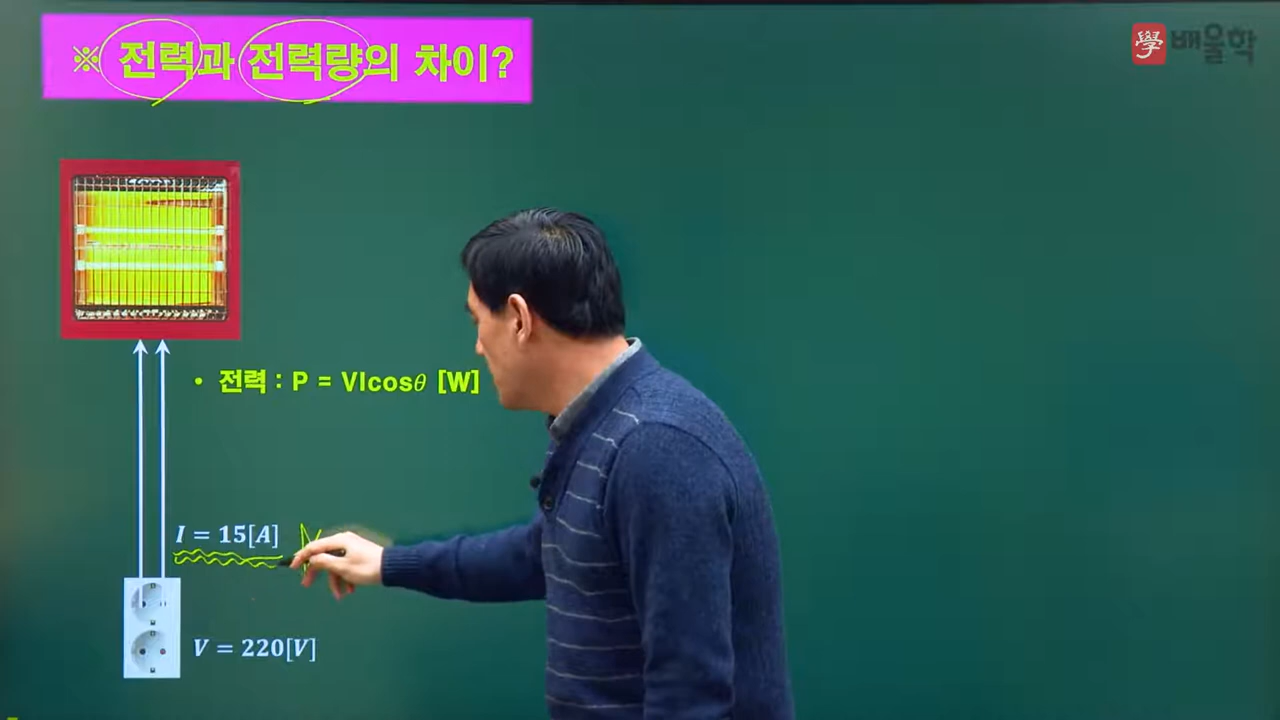 ※ 전력과 전력량의 차이?
學 배울학
• 전력 : P = VIcosθ [W]
I = 15[A]
V = 220[V]